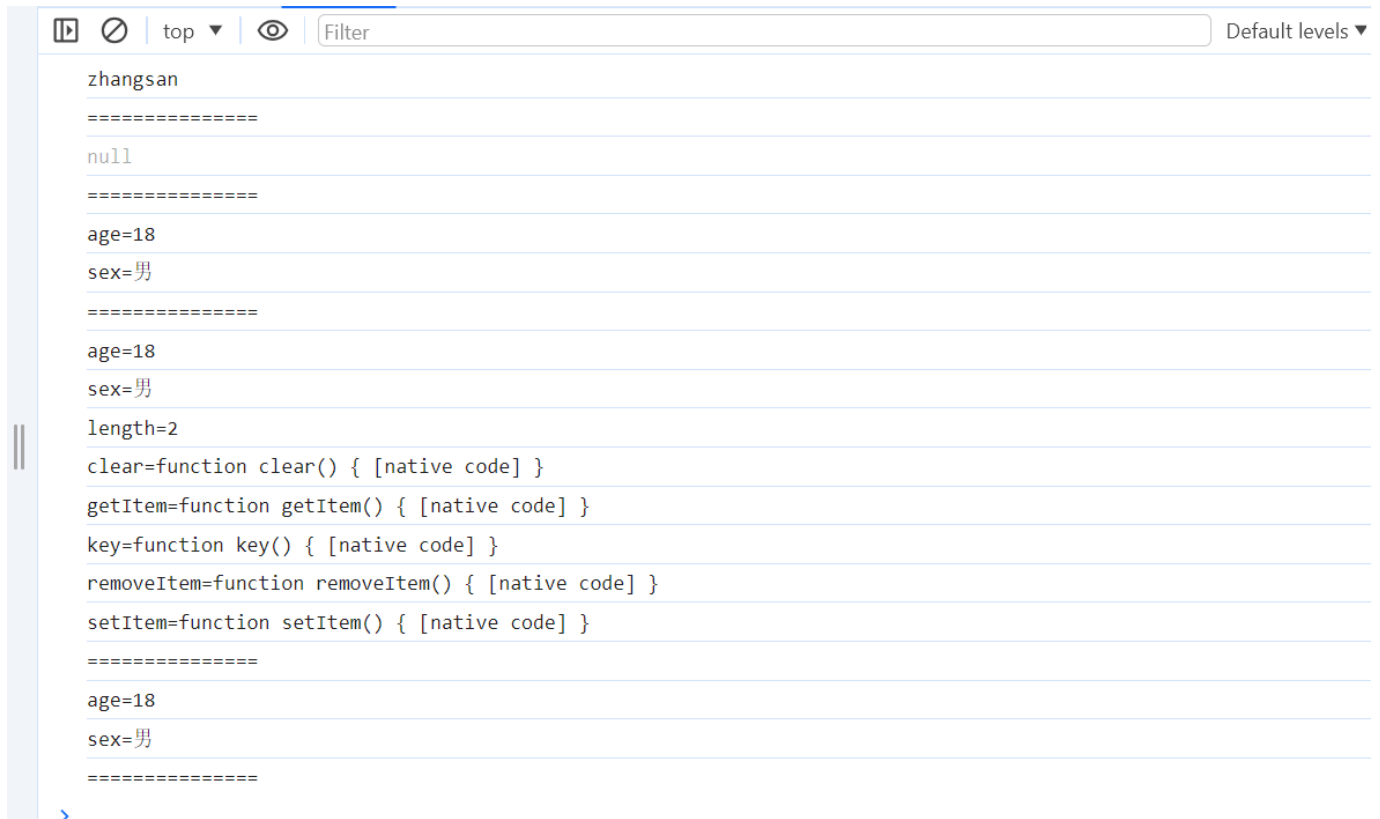 top ▼ Filter Default levels ▼
zhangsan
===============
null
===============
age=18
sex=男
===============
age=18
sex=男
length=2
clear=function clear() { [native code] }
getItem=function getItem() { [native code] }
key=function key() { [native code] }
removeItem=function removeItem() { [native code] }
setItem=function setItem() { [native code] }
===============
age=18
sex=男
===============
>